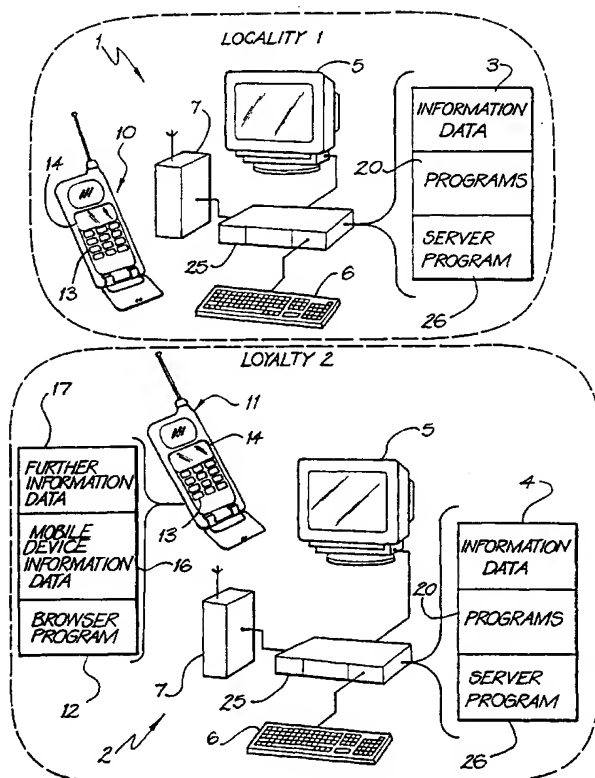 LOCALITY 1
1
5
3
7
INFORMATION
DATA
10
14
20
PROGRAMS
SERVER
PROGRAM
13
25
6
26
LOYALTY 2
17
11
14
5
4
FURTHER
INFORMATION
DATA
INFORMATION
DATA
13
20
MOBILE
DEVICE
INFORMATION
DATA
16
PROGRAMS
BROWSER
PROGRAM
SERVER
PROGRAM
12
7
25
26
2
6